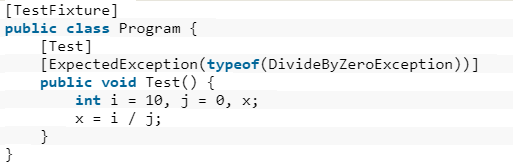 [TestFixture]
public class Program {
    [Test]
    [ExpectedException(typeof(DivideByZeroException))]
    public void Test() {
        int i = 10, j = 0, x;
        x = i / j;
    }
}